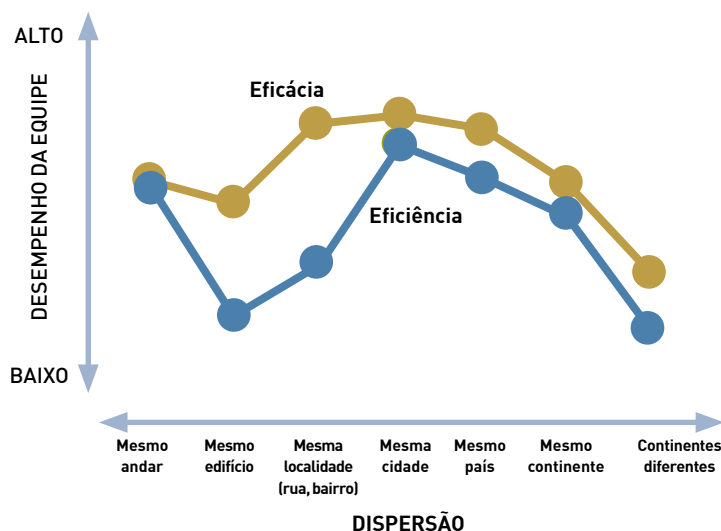 ALTO
DESEMPENHO DA EQUIPE
BAIXO
Eficácia
Eficiência
Mesmo
andar
Mesmo
edifício
Mesma
localidade
(rua, bairro)
Mesma
cidade
Mesmo
país
Mesmo
continente
Continentes
diferentes
DISPERSÃO